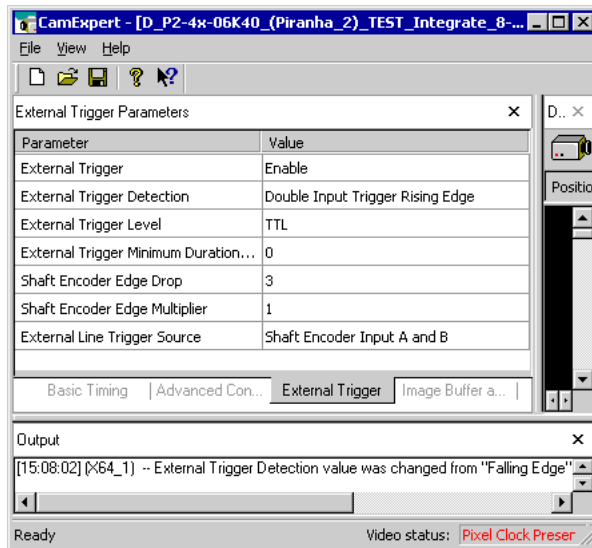 CamExpert - [D_P2-4x-06K40_(Piranha_2)_TEST_Integrate_8-...
File View Help
External Trigger Parameters
D..
Parameter Value
External Trigger Enable
External Trigger Detection Double Input Trigger Rising Edge
Positio
External Trigger Level TTL
External Trigger Minimum Duration... 0
Shaft Encoder Edge Drop 3
Shaft Encoder Edge Multiplier 1
External Line Trigger Source Shaft Encoder Input A and B
Basic Timing Advanced Con... External Trigger Image Buffer a...
Output
[15:08:02] (X64_1) -- External Trigger Detection value was changed from "Falling Edge"
Ready Video status: Pixel Clock Presen